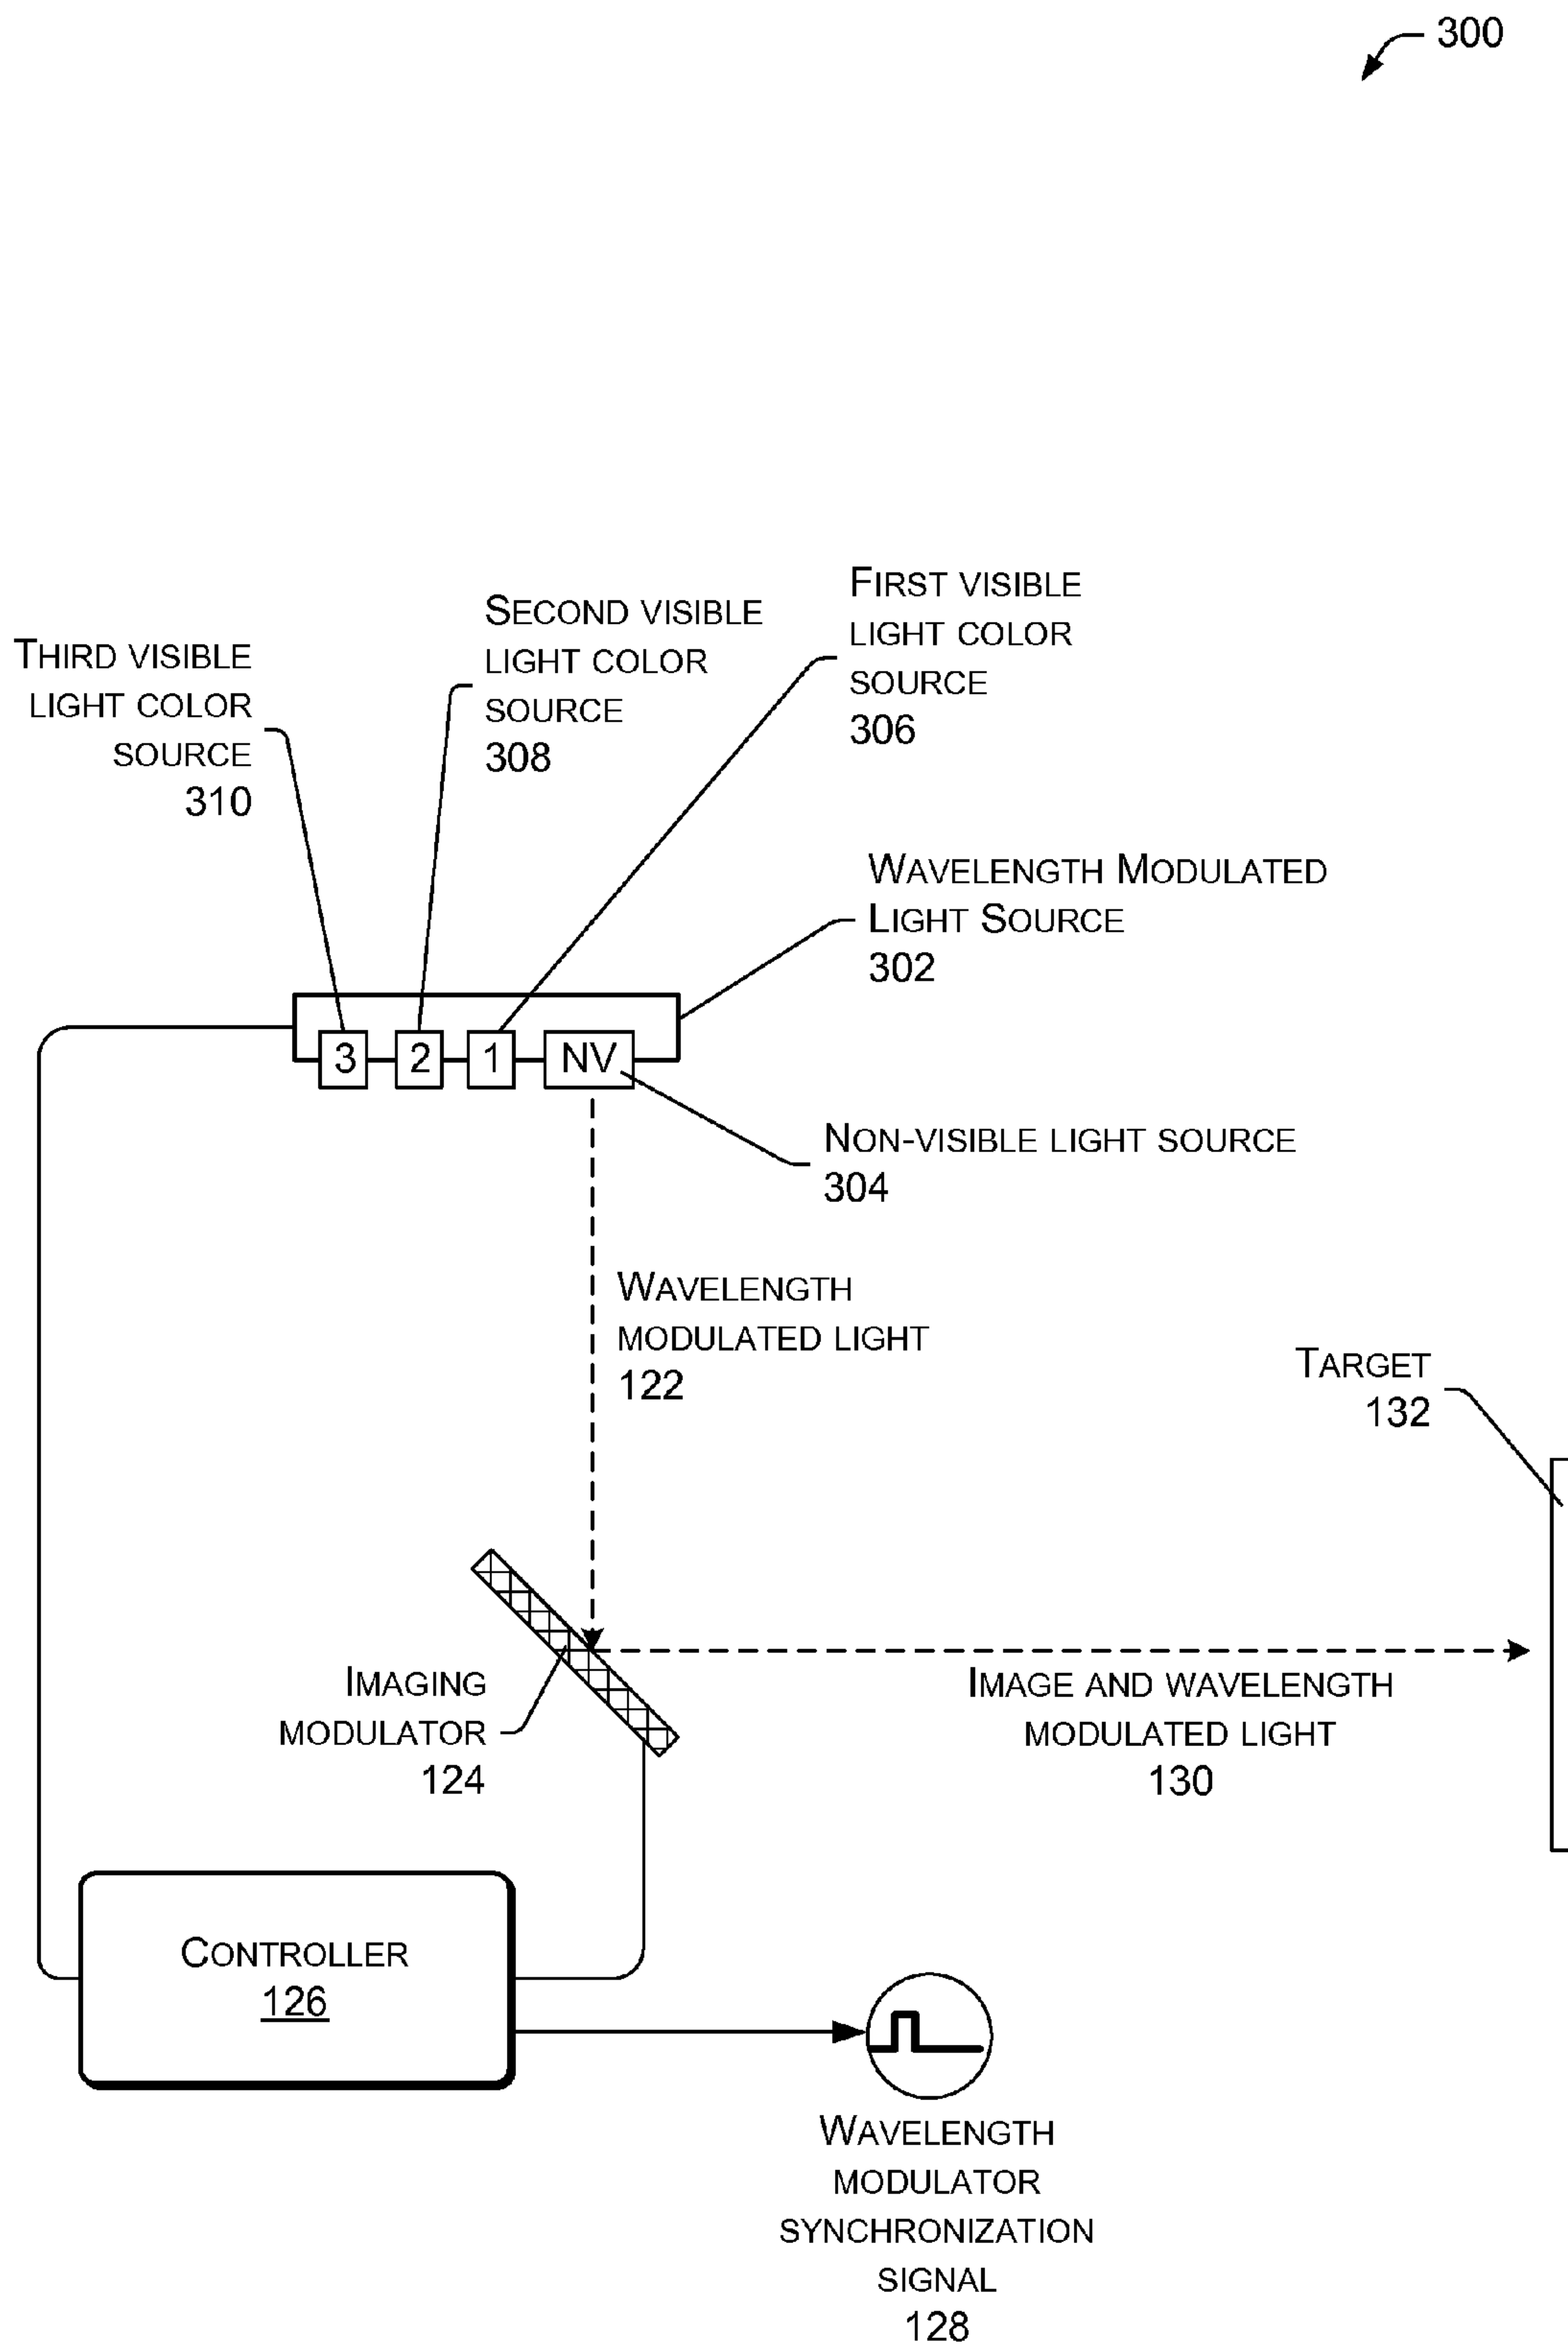 300
FIRST VISIBLE
LIGHT COLOR
SOURCE
306
SECOND VISIBLE
LIGHT COLOR
SOURCE
308
THIRD VISIBLE
LIGHT COLOR
SOURCE
310
WAVELENGTH MODULATED
LIGHT SOURCE
302
3 2 1 NV
NON-VISIBLE LIGHT SOURCE
304
WAVELENGTH
MODULATED LIGHT
122
TARGET
132
IMAGING
MODULATOR
124
IMAGE AND WAVELENGTH
MODULATED LIGHT
130
CONTROLLER
126
WAVELENGTH
MODULATOR
SYNCHRONIZATION
SIGNAL
128